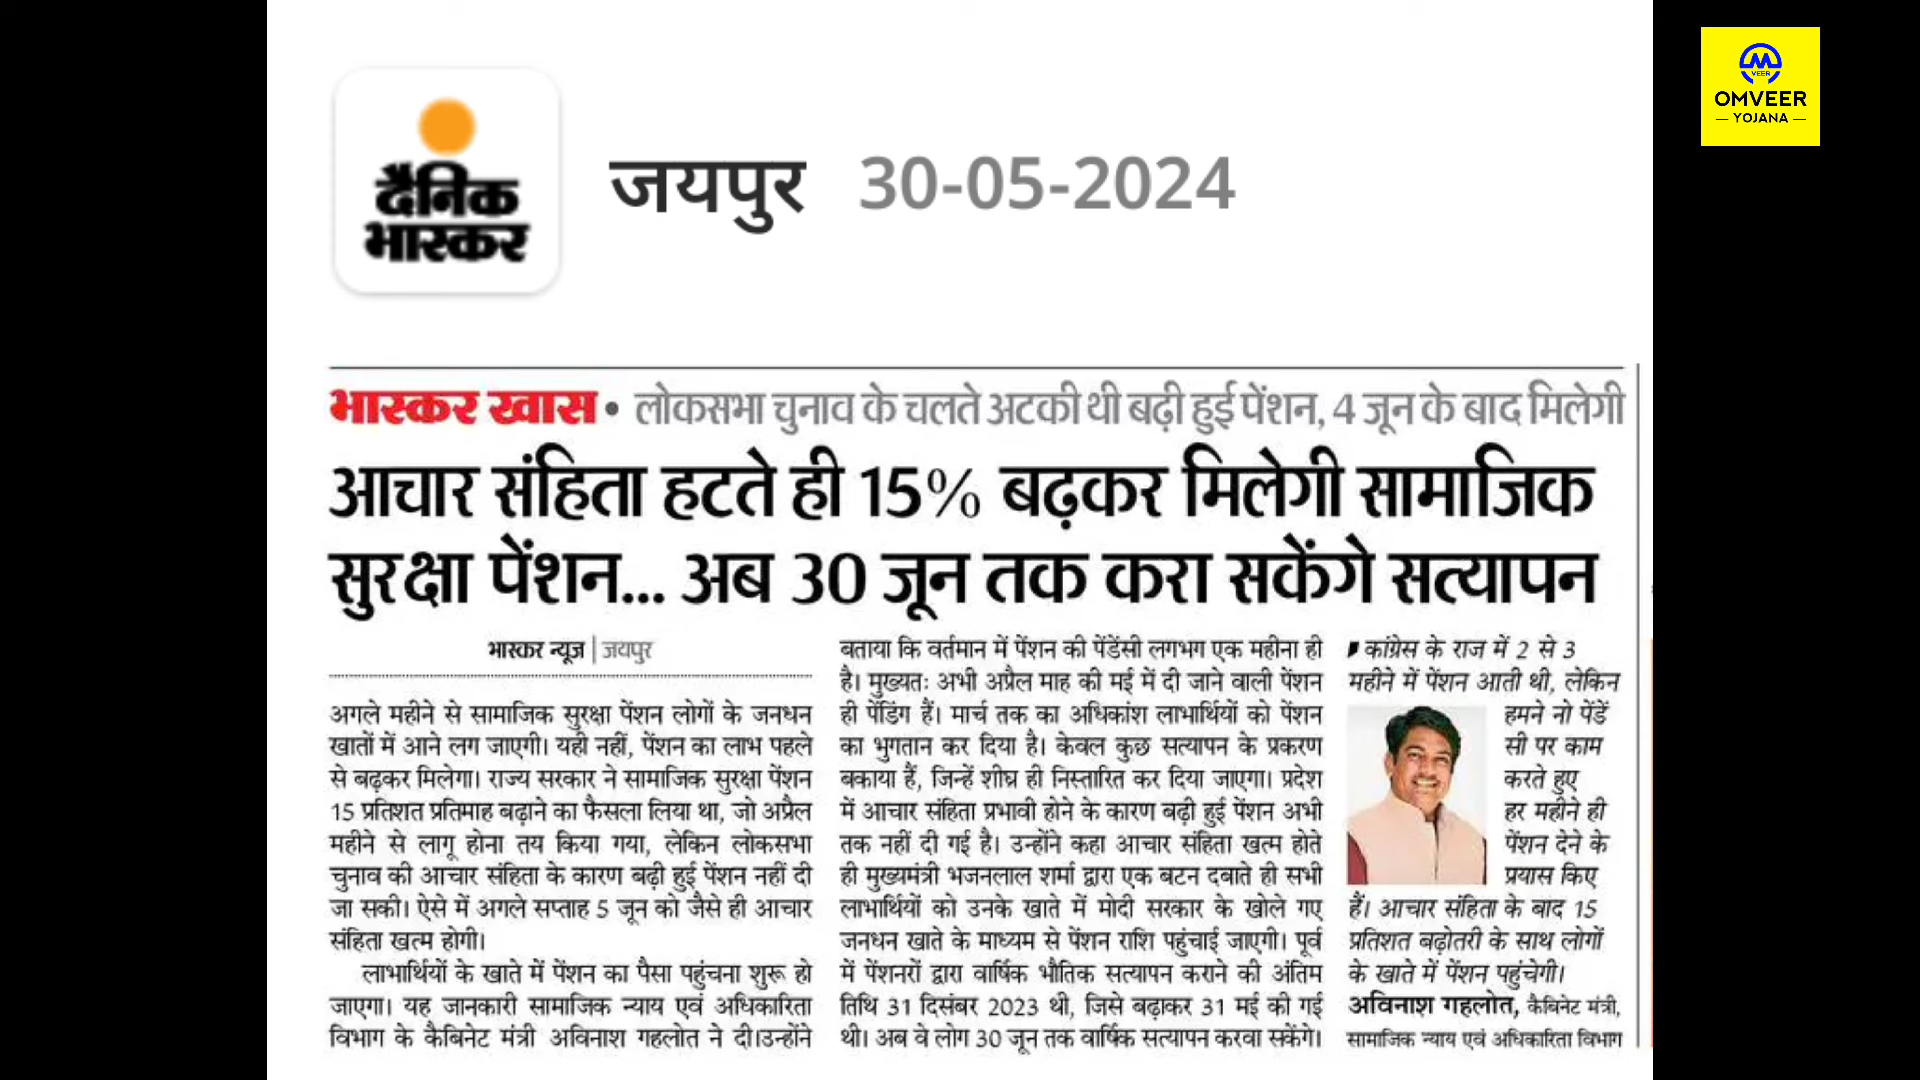 VEER
OMVEER
— YOJANA —
दैनिक
भास्कर
जयपुर 30-05-2024
भास्कर खास • लोकसभा चुनाव के चलते अटकी थी बढ़ी हुई पेंशन, 4 जून के बाद मिलेगी
आचार संहिता हटते ही 15% बढ़कर मिलेगी सामाजिक
सुरक्षा पेंशन... अब 30 जून तक करा सकेंगे सत्यापन
भास्कर न्यूज | जयपुर
अगले महीने से सामाजिक सुरक्षा पेंशन लोगों के जनधन
खातों में आने लग जाएगी। यही नहीं, पेंशन का लाभ पहले
से बढ़कर मिलेगा। राज्य सरकार ने सामाजिक सुरक्षा पेंशन
15 प्रतिशत प्रतिमाह बढ़ाने का फैसला लिया था, जो अप्रैल
महीने से लागू होना तय किया गया, लेकिन लोकसभा
चुनाव की आचार संहिता के कारण बढ़ी हुई पेंशन नहीं दी
जा सकी। ऐसे में अगले सप्ताह 5 जून को जैसे ही आचार
संहिता खत्म होगी।
लाभार्थियों के खाते में पेंशन का पैसा पहुंचना शुरू हो
जाएगा। यह जानकारी सामाजिक न्याय एवं अधिकारिता
विभाग के कैबिनेट मंत्री अविनाश गहलोत ने दी।उन्होंने
बताया कि वर्तमान में पेंशन की पेंडेंसी लगभग एक महीना ही
है। मुख्यतः अभी अप्रैल माह की मई में दी जाने वाली पेंशन
ही पेंडिंग हैं। मार्च तक का अधिकांश लाभार्थियों को पेंशन
का भुगतान कर दिया है। केवल कुछ सत्यापन के प्रकरण
बकाया हैं, जिन्हें शीघ्र ही निस्तारित कर दिया जाएगा। प्रदेश
में आचार संहिता प्रभावी होने के कारण बढ़ी हुई पेंशन अभी
तक नहीं दी गई है। उन्होंने कहा आचार संहिता खत्म होते
ही मुख्यमंत्री भजनलाल शर्मा द्वारा एक बटन दबाते ही सभी
लाभार्थियों को उनके खाते में मोदी सरकार के खोले गए
जनधन खाते के माध्यम से पेंशन राशि पहुंचाई जाएगी। पूर्व
में पेंशनरों द्वारा वार्षिक भौतिक सत्यापन कराने की अंतिम
तिथि 31 दिसंबर 2023 थी, जिसे बढ़ाकर 31 मई की गई
थी। अब वे लोग 30 जून तक वार्षिक सत्यापन करवा सकेंगे।
कांग्रेस के राज में 2 से 3
महीने में पेंशन आती थी, लेकिन
हमने नो पेंडें
सी पर काम
करते हुए
हर महीने ही
पेंशन देने के
प्रयास किए
हैं। आचार संहिता के बाद 15
प्रतिशत बढ़ोतरी के साथ लोगों
के खाते में पेंशन पहुंचेगी।
अविनाश गहलोत, कैबिनेट मंत्री,
सामाजिक न्याय एवं अधिकारिता विभाग